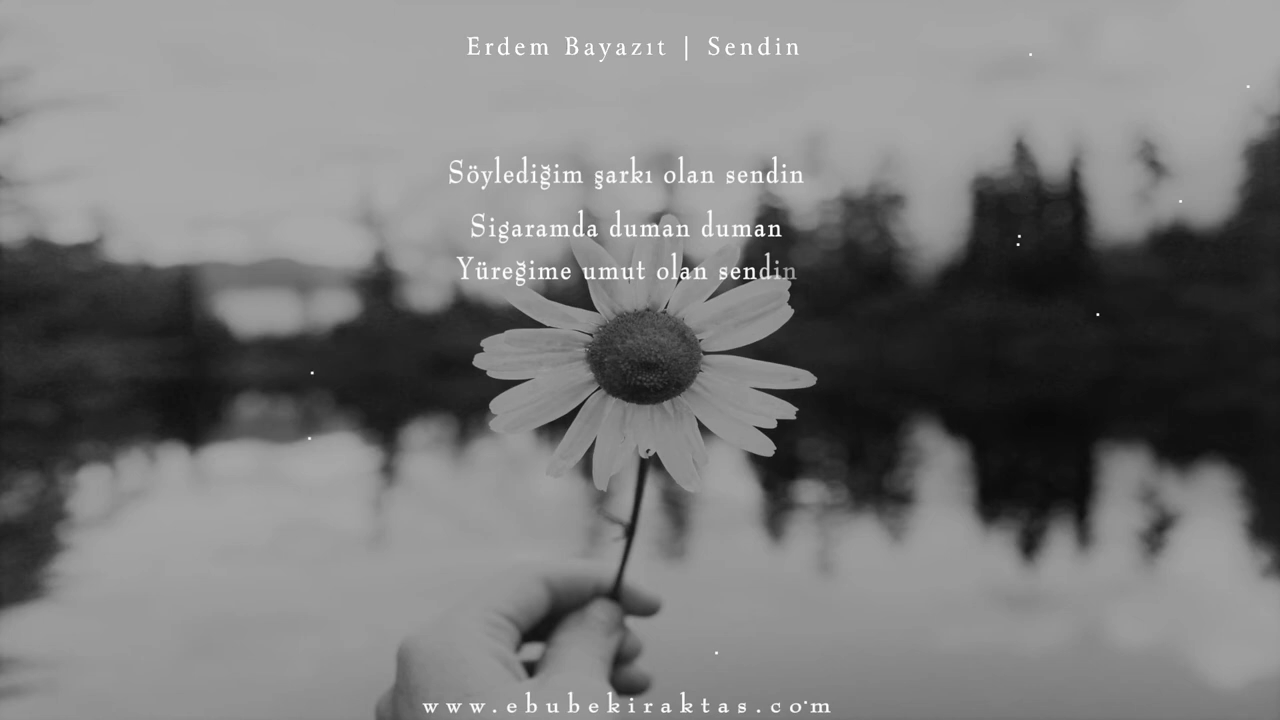 Erdem Bayazıt | Sendin
Söylediğim şarkı olan sendin
Sigaramda duman duman
Yüreğime umut olan sendin
www.ebubekiraktas.com